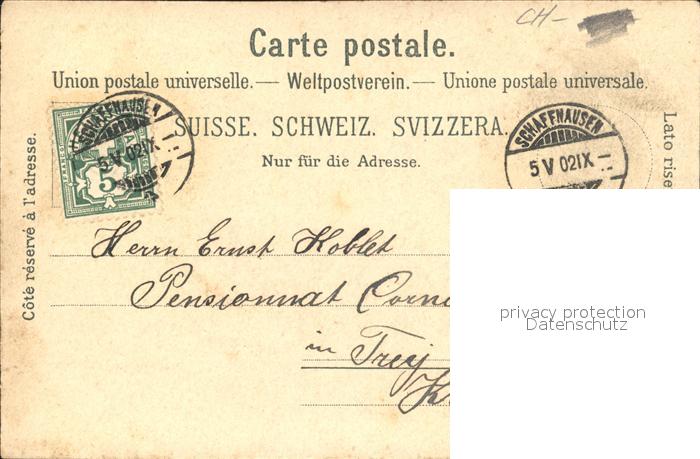 CH-
Carte postale.
Union postale universelle. — Weltpostverein. — Unione postale universale.
SUISSE. SCHWEIZ. SVIZZERA.
Nur für die Adresse.
Côté réservé à l'adresse.
Lato rise
SCHAFFHAUSEN
5 V 02 IX
5
SCHAFFHAUSEN
5 V 02 IX
Herrn Ernst Koblet
Pensionnat Corne
in Trey
privacy protection
Datenschutz